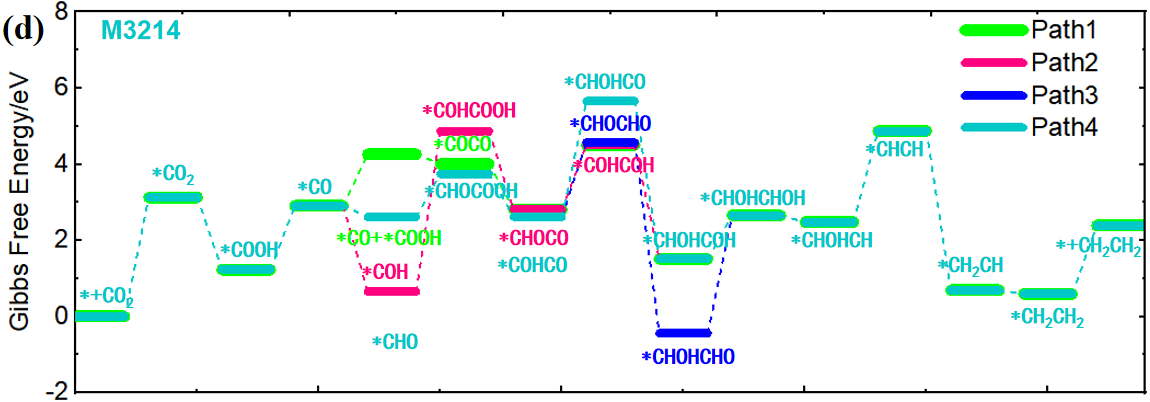 (d)
M3214
Gibbs Free Energy/eV
8
6
4
2
0
-2
Path1
Path2
Path3
Path4
*+CO₂
*CO₂
*COOH
*CO
*CO+*COOH
*COH
*CHO
*COHCOOH
*COCO
*CHOCOOH
*CHOCO
*COHCO
*CHOHCO
*CHOCHO
*COHCOH
*CHOHCOH
*CHOHCHO
*CHOHCHOH
*CHOHCH
*CHCH
*CH₂CH
*CH₂CH₂
*+CH₂CH₂